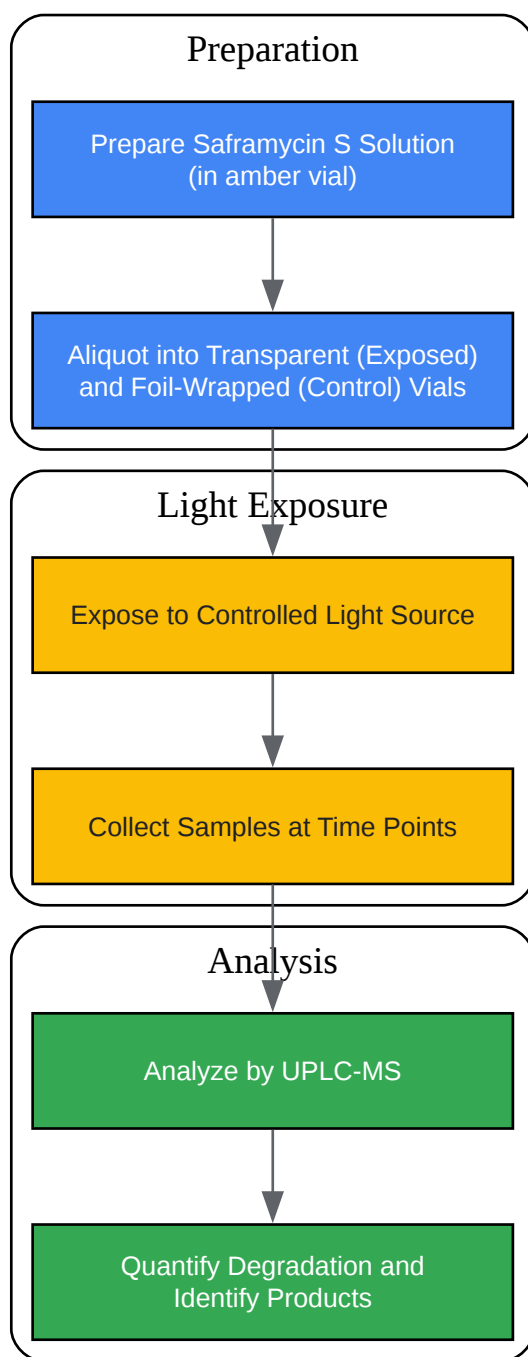 Preparation
Prepare Saframycin S Solution
(in amber vial)
Aliquot into Transparent (Exposed)
and Foil-Wrapped (Control) Vials
Light Exposure
Expose to Controlled Light Source
Collect Samples at Time Points
Analysis
Analyze by UPLC-MS
Quantify Degradation and
Identify Products